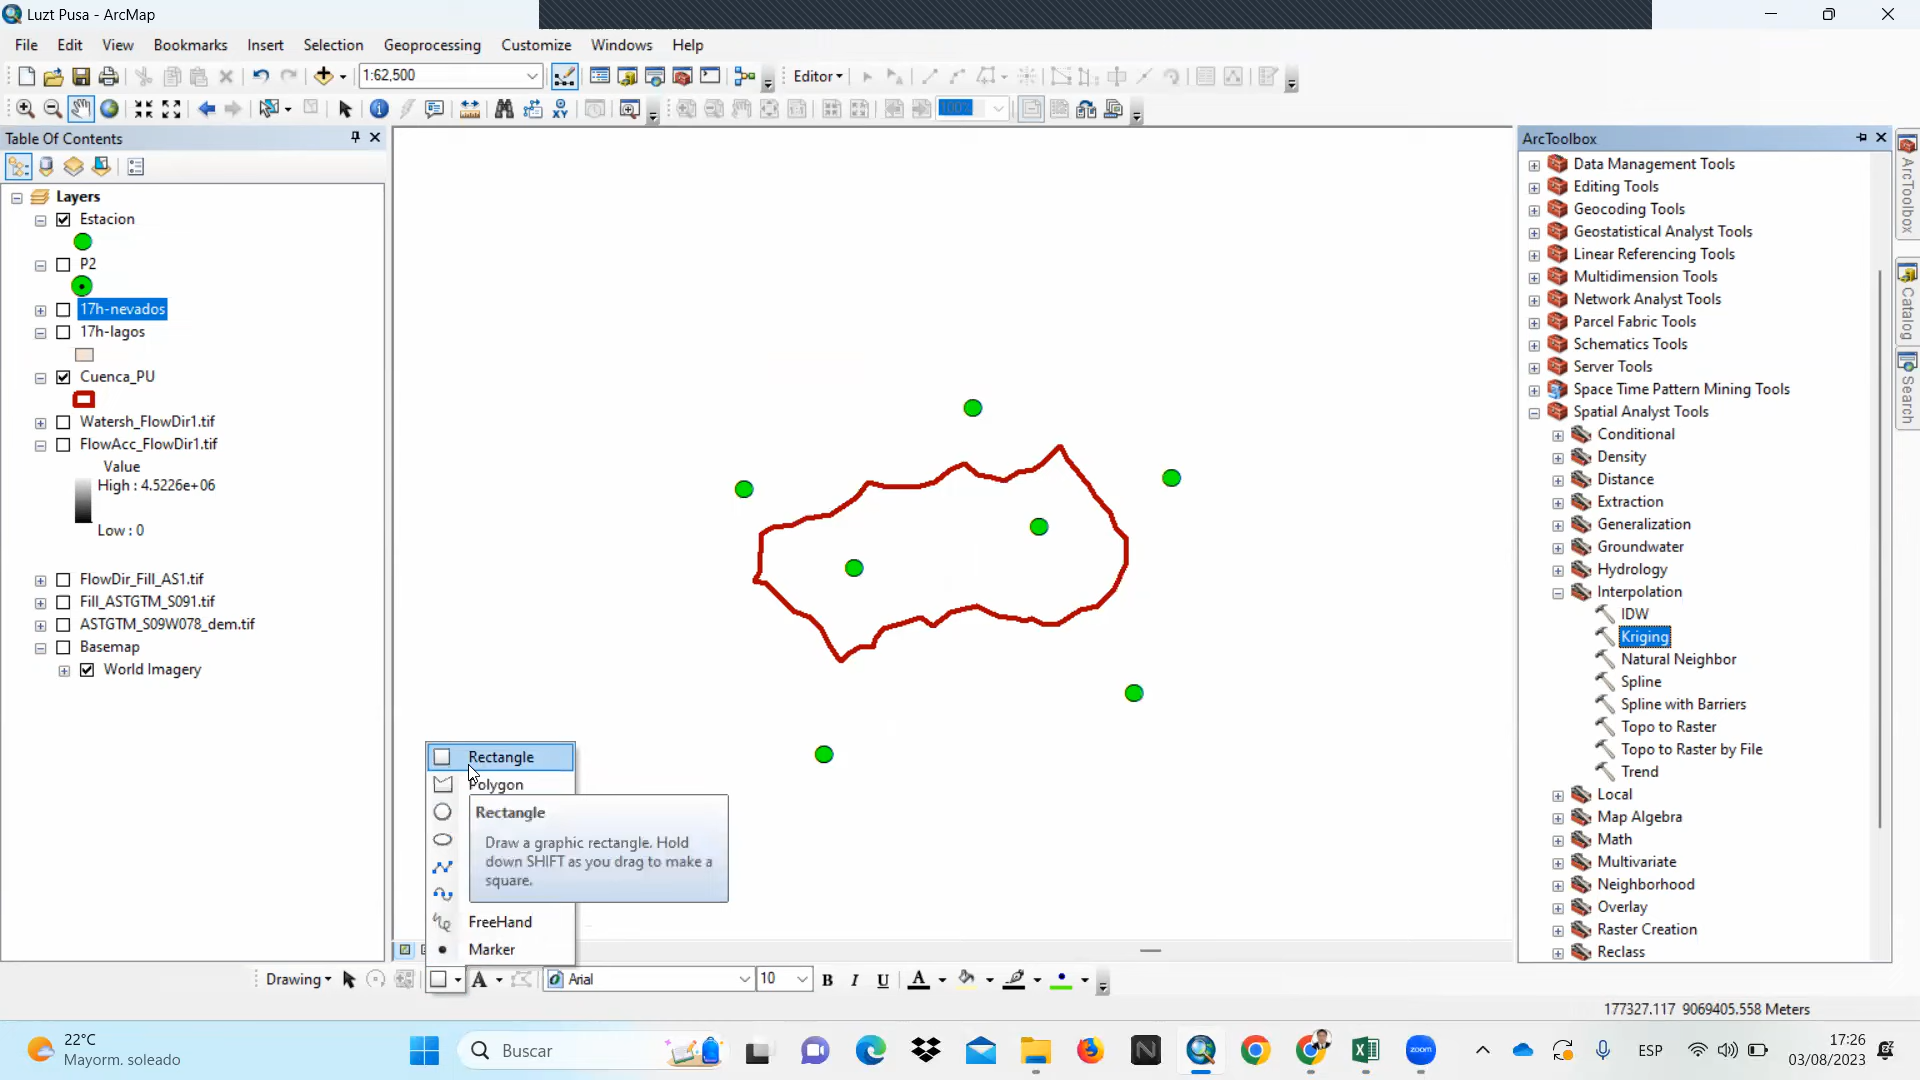 Luzt Pusa - ArcMap
File Edit View Bookmarks Insert Selection Geoprocessing Customize Windows Help
1:62,500
Editor
100%
Table Of Contents
Layers
Estacion
P2
17h-nevados
17h-lagos
Cuenca_PU
Watersh_FlowDir1.tif
FlowAcc_FlowDir1.tif
Value
High : 4.5226e+06
Low : 0
FlowDir_Fill_AS1.tif
Fill_ASTGTM_S091.tif
ASTGTM_S09W078_dem.tif
Basemap
World Imagery
Rectangle
Polygon
Rectangle
Draw a graphic rectangle. Hold
down SHIFT as you drag to make a
square.
FreeHand
Marker
ArcToolbox
Data Management Tools
Editing Tools
Geocoding Tools
Geostatistical Analyst Tools
Linear Referencing Tools
Multidimension Tools
Network Analyst Tools
Parcel Fabric Tools
Schematics Tools
Server Tools
Space Time Pattern Mining Tools
Spatial Analyst Tools
Conditional
Density
Distance
Extraction
Generalization
Groundwater
Hydrology
Interpolation
IDW
Kriging
Natural Neighbor
Spline
Spline with Barriers
Topo to Raster
Topo to Raster by File
Trend
Local
Map Algebra
Math
Multivariate
Neighborhood
Overlay
Raster Creation
Reclass
ArcToolbox
Catalog
Search
Drawing
A
Arial
10
B I U A
177327.117 9069405.558 Meters
22°C
Mayorm. soleado
Buscar
zoom
ESP
17:26
03/08/2023